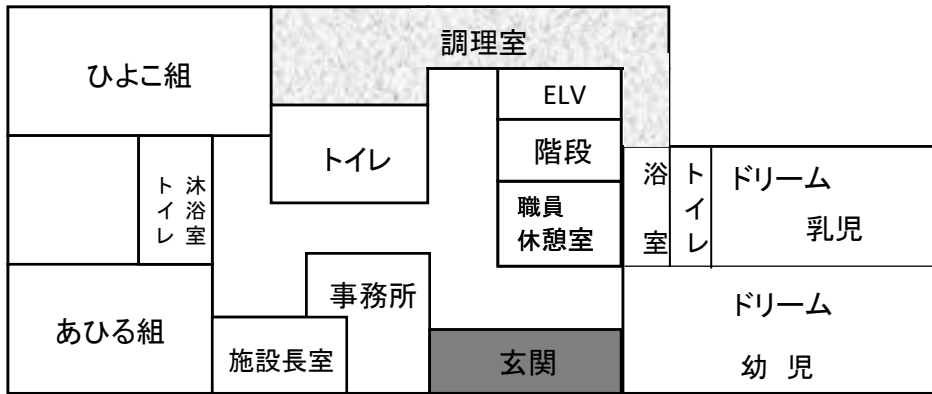 調理室
ひよこ組
ELV
トイレ
階段
沐浴室
トイレ
職員
休憩室
浴室
トイレ
ドリーム
乳児
事務所
あひる組
施設長室
玄関
ドリーム
幼 児